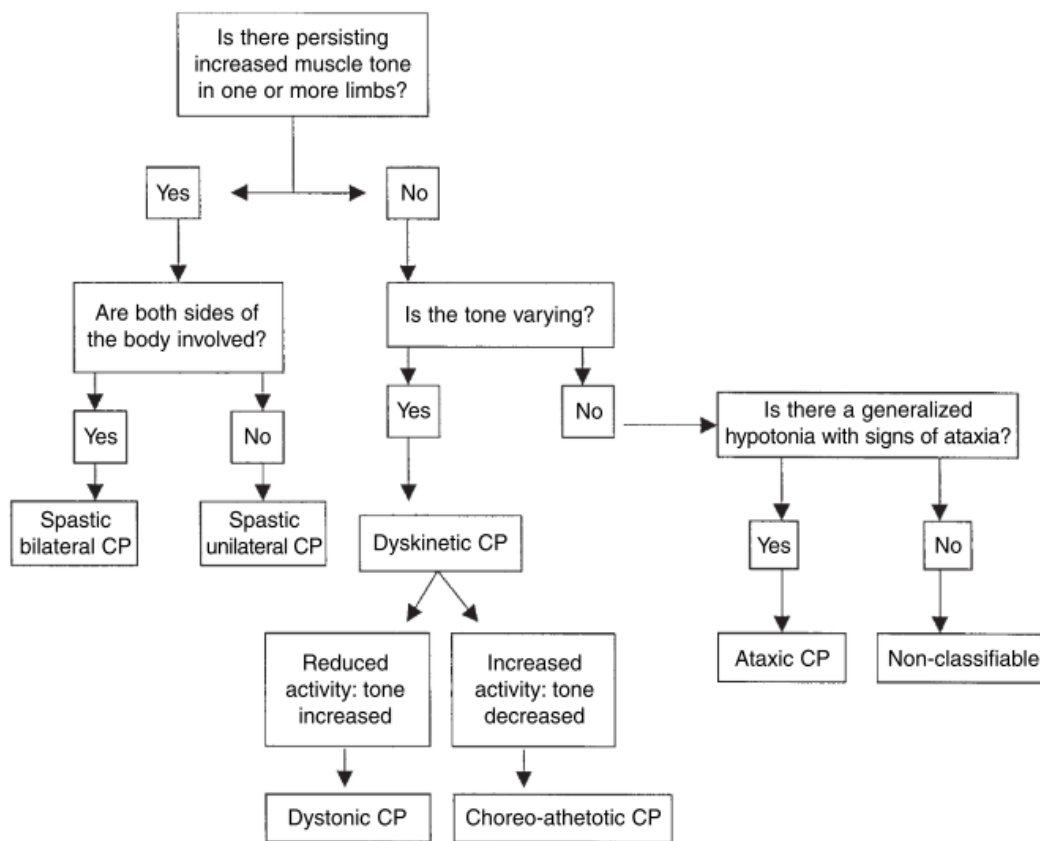 Is there persisting
increased muscle tone
in one or more limbs?
Yes
No
Are both sides of
the body involved?
Is the tone varying?
Yes
No
Yes
No
Is there a generalized
hypotonia with signs of ataxia?
Spastic
bilateral CP
Spastic
unilateral CP
Dyskinetic CP
Yes
No
Reduced
activity: tone
increased
Increased
activity: tone
decreased
Ataxic CP
Non-classifiable
Dystonic CP
Choreo-athetotic CP